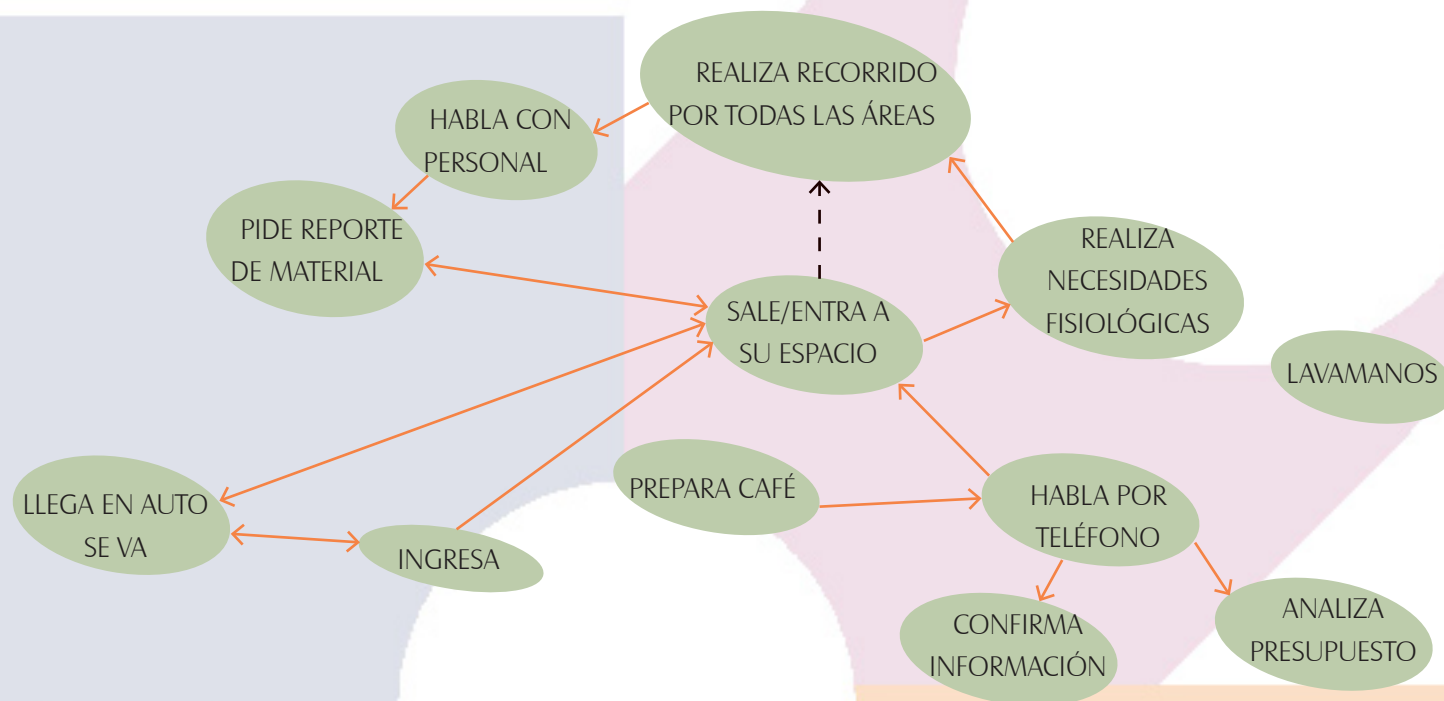 REALIZA RECORRIDO
POR TODAS LAS ÁREAS
HABLA CON
PERSONAL
PIDE REPORTE
DE MATERIAL
REALIZA
NECESIDADES
FISIOLÓGICAS
SALE/ENTRA A
SU ESPACIO
LAVAMANOS
PREPARA CAFÉ
HABLA POR
TELÉFONO
LLEGA EN AUTO
SE VA
INGRESA
CONFIRMA
INFORMACIÓN
ANALIZA
PRESUPUESTO